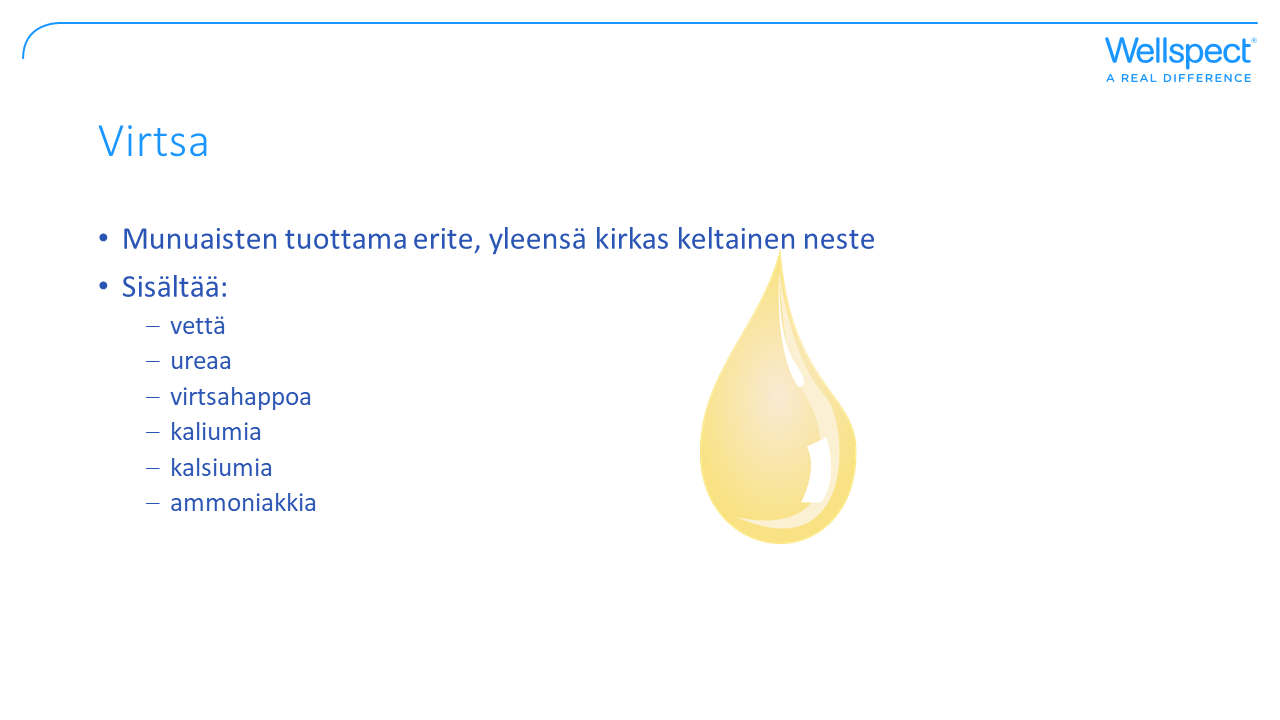 Wellspect®
A REAL DIFFERENCE
Virtsa
• Munuaisten tuottama erite, yleensä kirkas keltainen neste
• Sisältää:
– vettä
– ureaa
– virtsahappoa
– kaliumia
– kalsiumia
– ammoniakkia